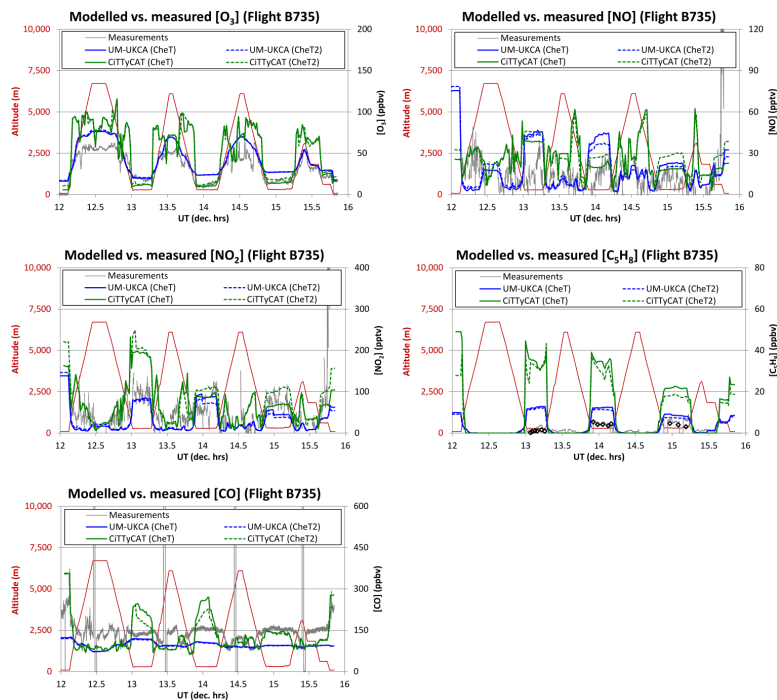 Modelled vs. measured [O3] (Flight B735)
Measurements
UM-UKCA (CheT) UM-UKCA (CheT2)
CiTTyCAT (CheT) CiTTyCAT (CheT2)
10,000
7,500
5,000
2,500
0
Altitude (m)
200
150
100
50
0
[O3] (ppbv)
12 12.5 13 13.5 14 14.5 15 15.5 16
UT (dec. hrs)
Modelled vs. measured [NO] (Flight B735)
Measurements
UM-UKCA (CheT) UM-UKCA (CheT2)
CiTTyCAT (CheT) CiTTyCAT (CheT2)
10,000
7,500
5,000
2,500
0
Altitude (m)
120
90
60
30
0
[NO] (pptv)
12 12.5 13 13.5 14 14.5 15 15.5 16
UT (dec. hrs)
Modelled vs. measured [NO2] (Flight B735)
Measurements
UM-UKCA (CheT) UM-UKCA (CheT2)
CiTTyCAT (CheT) CiTTyCAT (CheT2)
10,000
7,500
5,000
2,500
0
Altitude (m)
400
300
200
100
0
[NO2] (pptv)
12 12.5 13 13.5 14 14.5 15 15.5 16
UT (dec. hrs)
Modelled vs. measured [C5H8] (Flight B735)
Measurements
UM-UKCA (CheT) UM-UKCA (CheT2)
CiTTyCAT (CheT) CiTTyCAT (CheT2)
10,000
7,500
5,000
2,500
0
Altitude (m)
80
60
40
20
0
[C5H8] (pptv)
12 12.5 13 13.5 14 14.5 15 15.5 16
UT (dec. hrs)
Modelled vs. measured [CO] (Flight B735)
Measurements
UM-UKCA (CheT) UM-UKCA (CheT2)
CiTTyCAT (CheT) CiTTyCAT (CheT2)
10,000
7,500
5,000
2,500
0
Altitude (m)
600
450
300
150
0
[CO] (ppbv)
12 12.5 13 13.5 14 14.5 15 15.5 16
UT (dec. hrs)